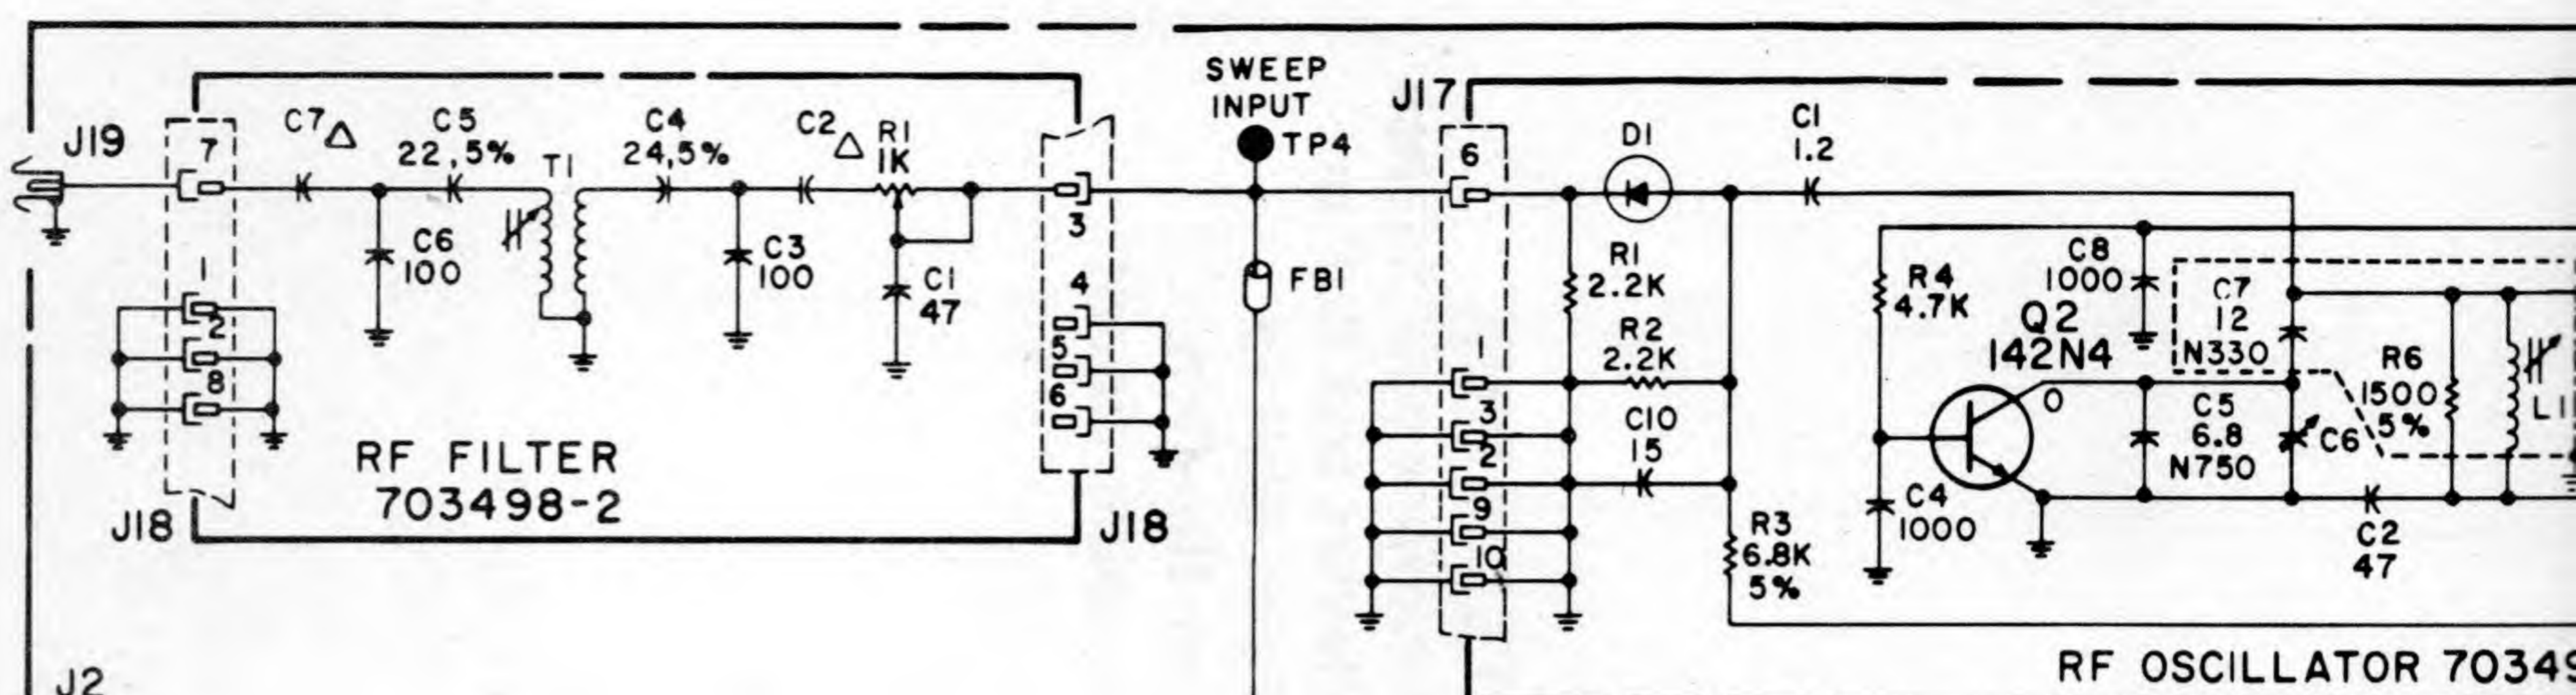 SWEEP
INPUT
TP4
J19
7
C7△
C5
22,5%
T1
C4
24,5%
C2△
R1
1K
C6
100
C3
100
C1
47
3
4
5
6
1
2
8
RF FILTER
703498-2
J18
J18
FB1
J17
6
D1
C1
1.2
R1
2.2K
R2
2.2K
C10
15
1
3
2
9
10
R3
6.8K
5%
R4
4.7K
C8
1000
Q2
142N4
C7
12
N330
O
C5
6.8
N750
C6
R6
1500
5%
L1
C4
1000
C2
47
RF OSCILLATOR 7034
J2